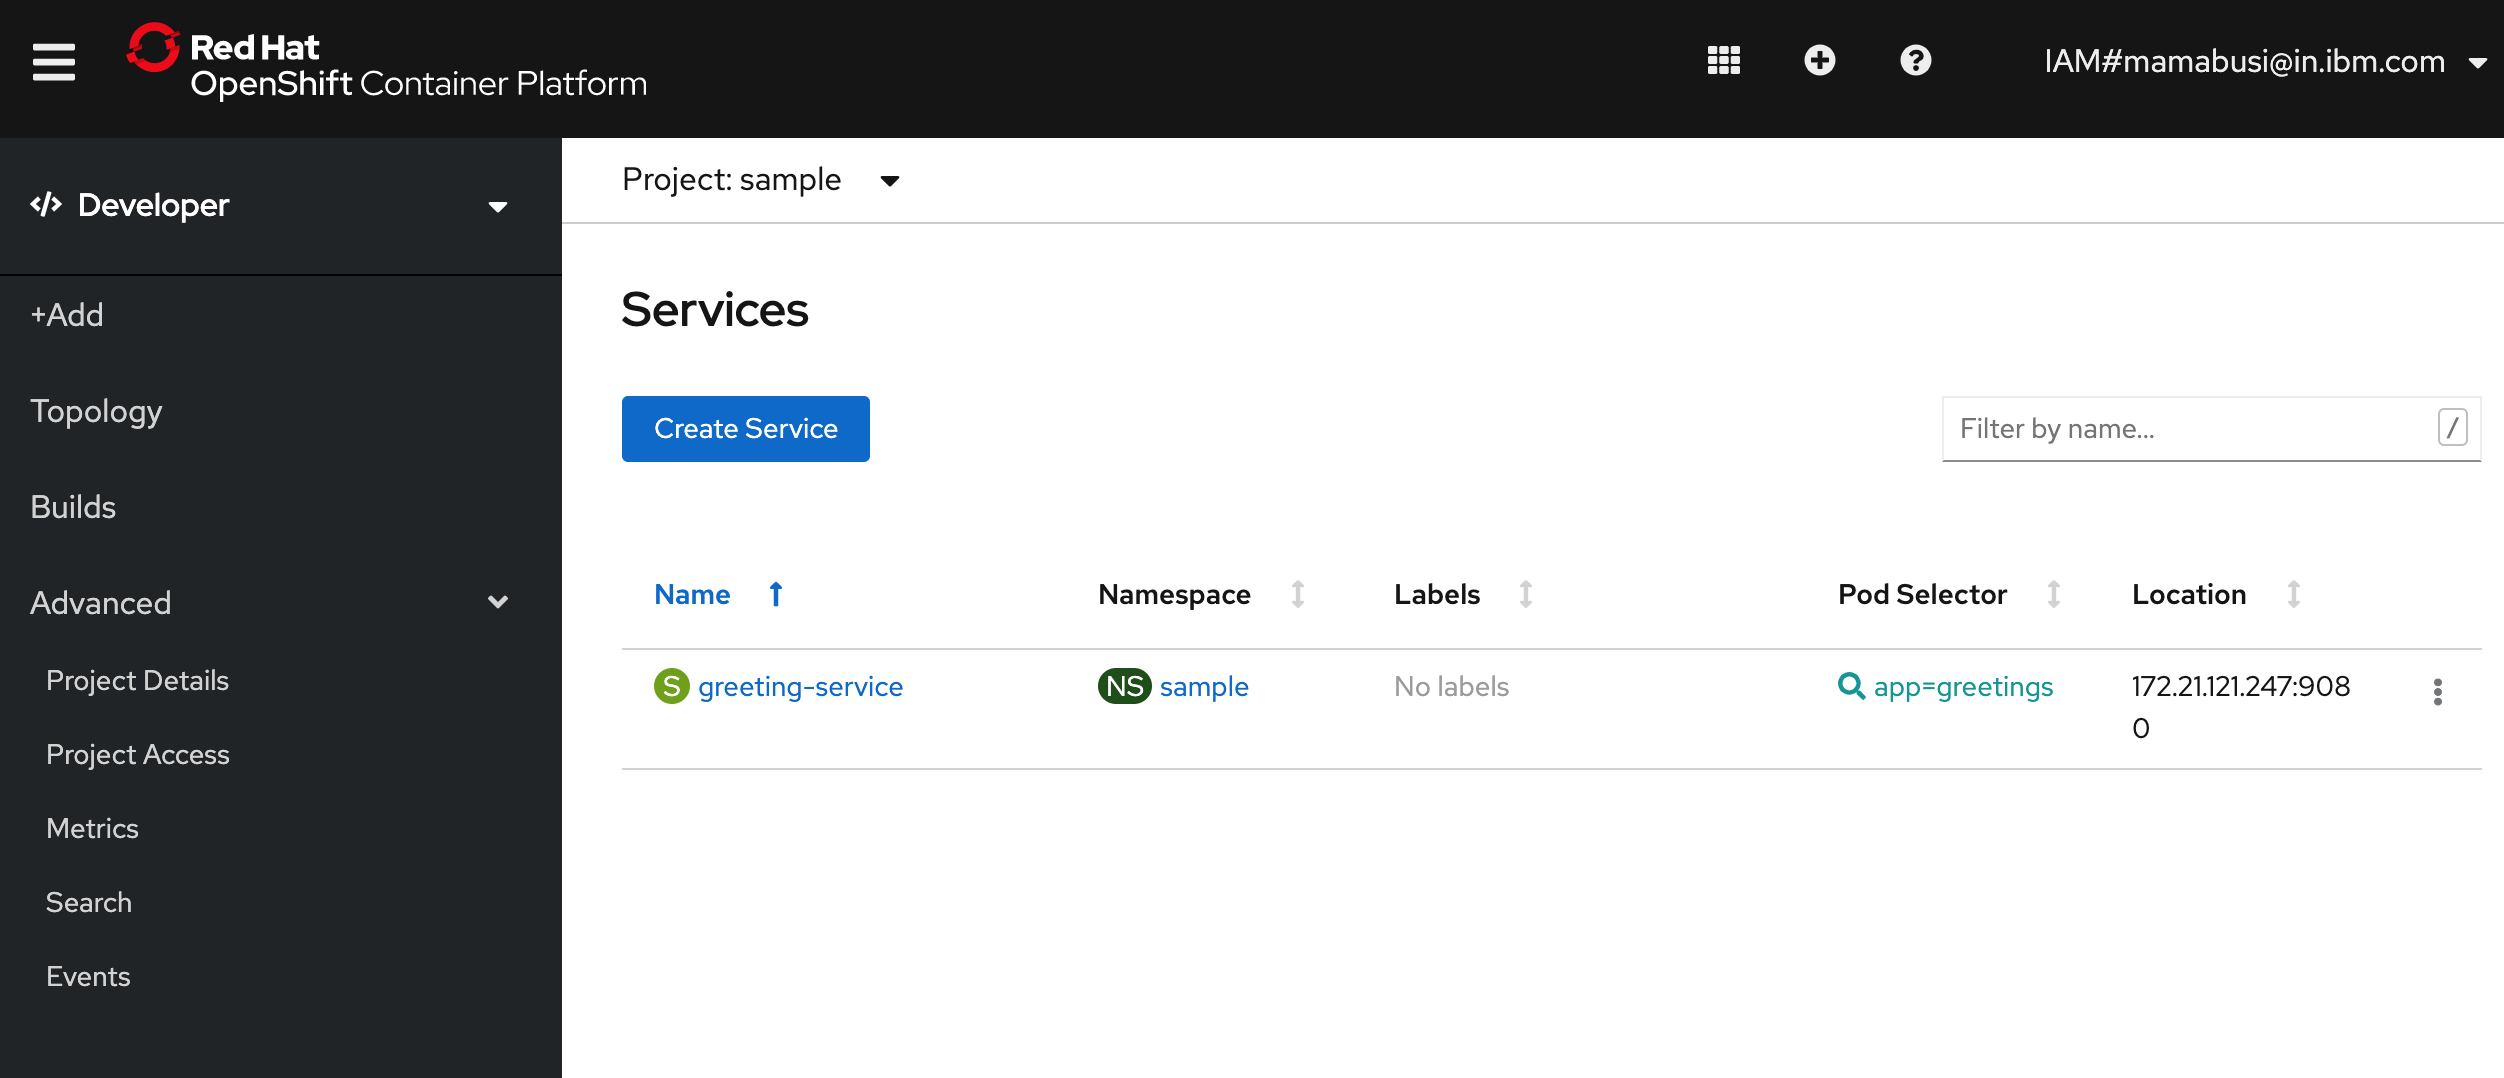 Red Hat
OpenShift Container Platform
IAM#mamabusi@in.ibm.com
Developer
+Add
Topology
Builds
Advanced
Project Details
Project Access
Metrics
Search
Events
Project: sample
Services
Create Service
Filter by name...
/
Name
Namespace
Labels
Pod Selector
Location
S greeting-service
NS sample
No labels
app=greetings
172.21.121.247:908
0